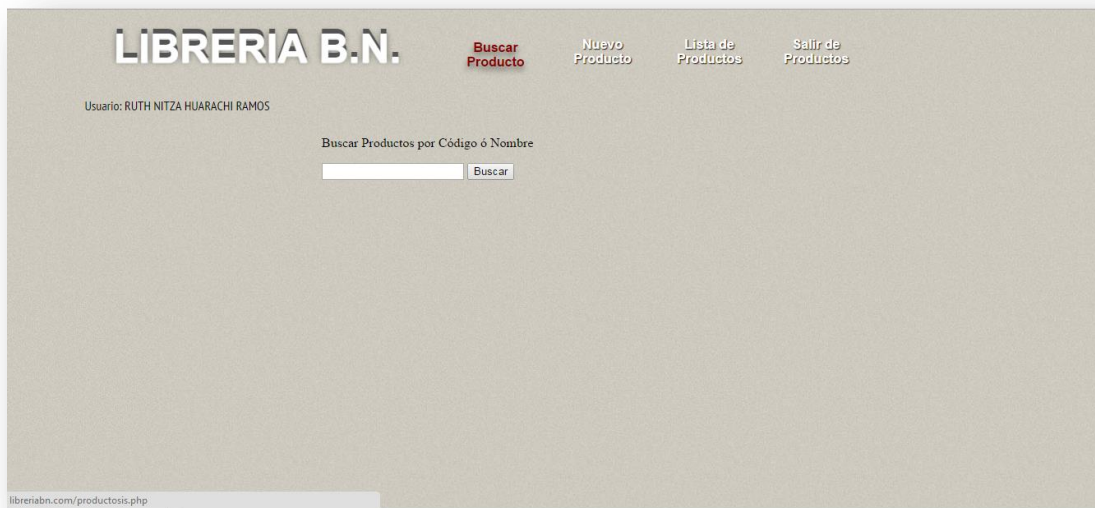 LIBRERIA B.N.
Buscar
Producto
Nuevo
Producto
Lista de
Productos
Salir de
Productos
Usuario: RUTH NITZA HUARACHI RAMOS
Buscar Productos por Código ó Nombre
Buscar
libreriabn.com/productosis.php